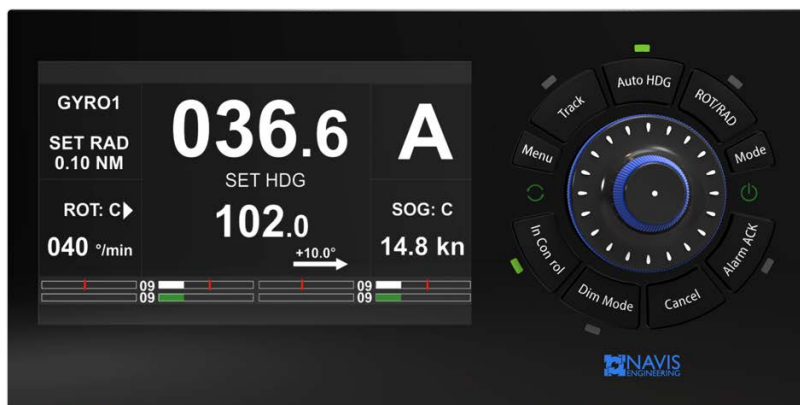 GYRO1
SET RAD
0.10 NM
ROT: C
040 °/min
036.6
SET HDG
102.0
+10.0°
A
SOG: C
14.8 kn
09
09
09
09
Auto HDG
Track
ROT/RAD
Menu
Mode
In Con rol
Alarm ACK
Dim Mode
Cancel
NAVIS
ENGINEERING